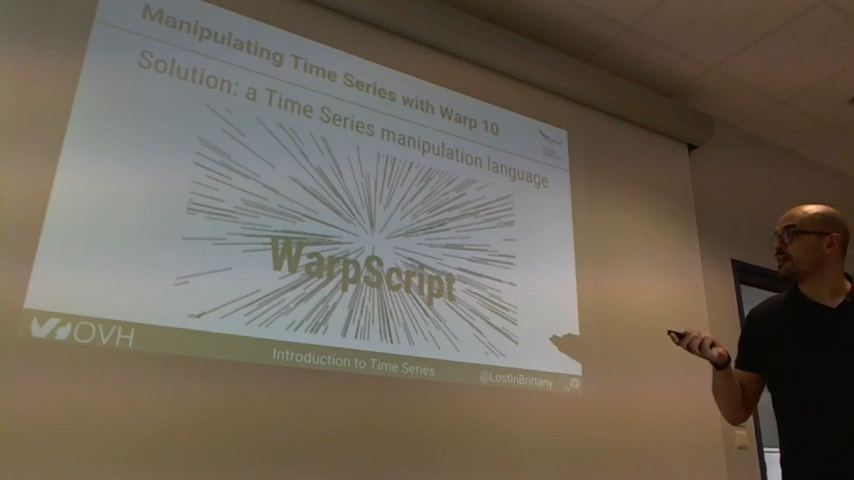 Manipulating Time Series with Warp 10
Solution: a Time Series manipulation language
WarpScript
OVH
Introduction to Time Series
@LostInBrittany